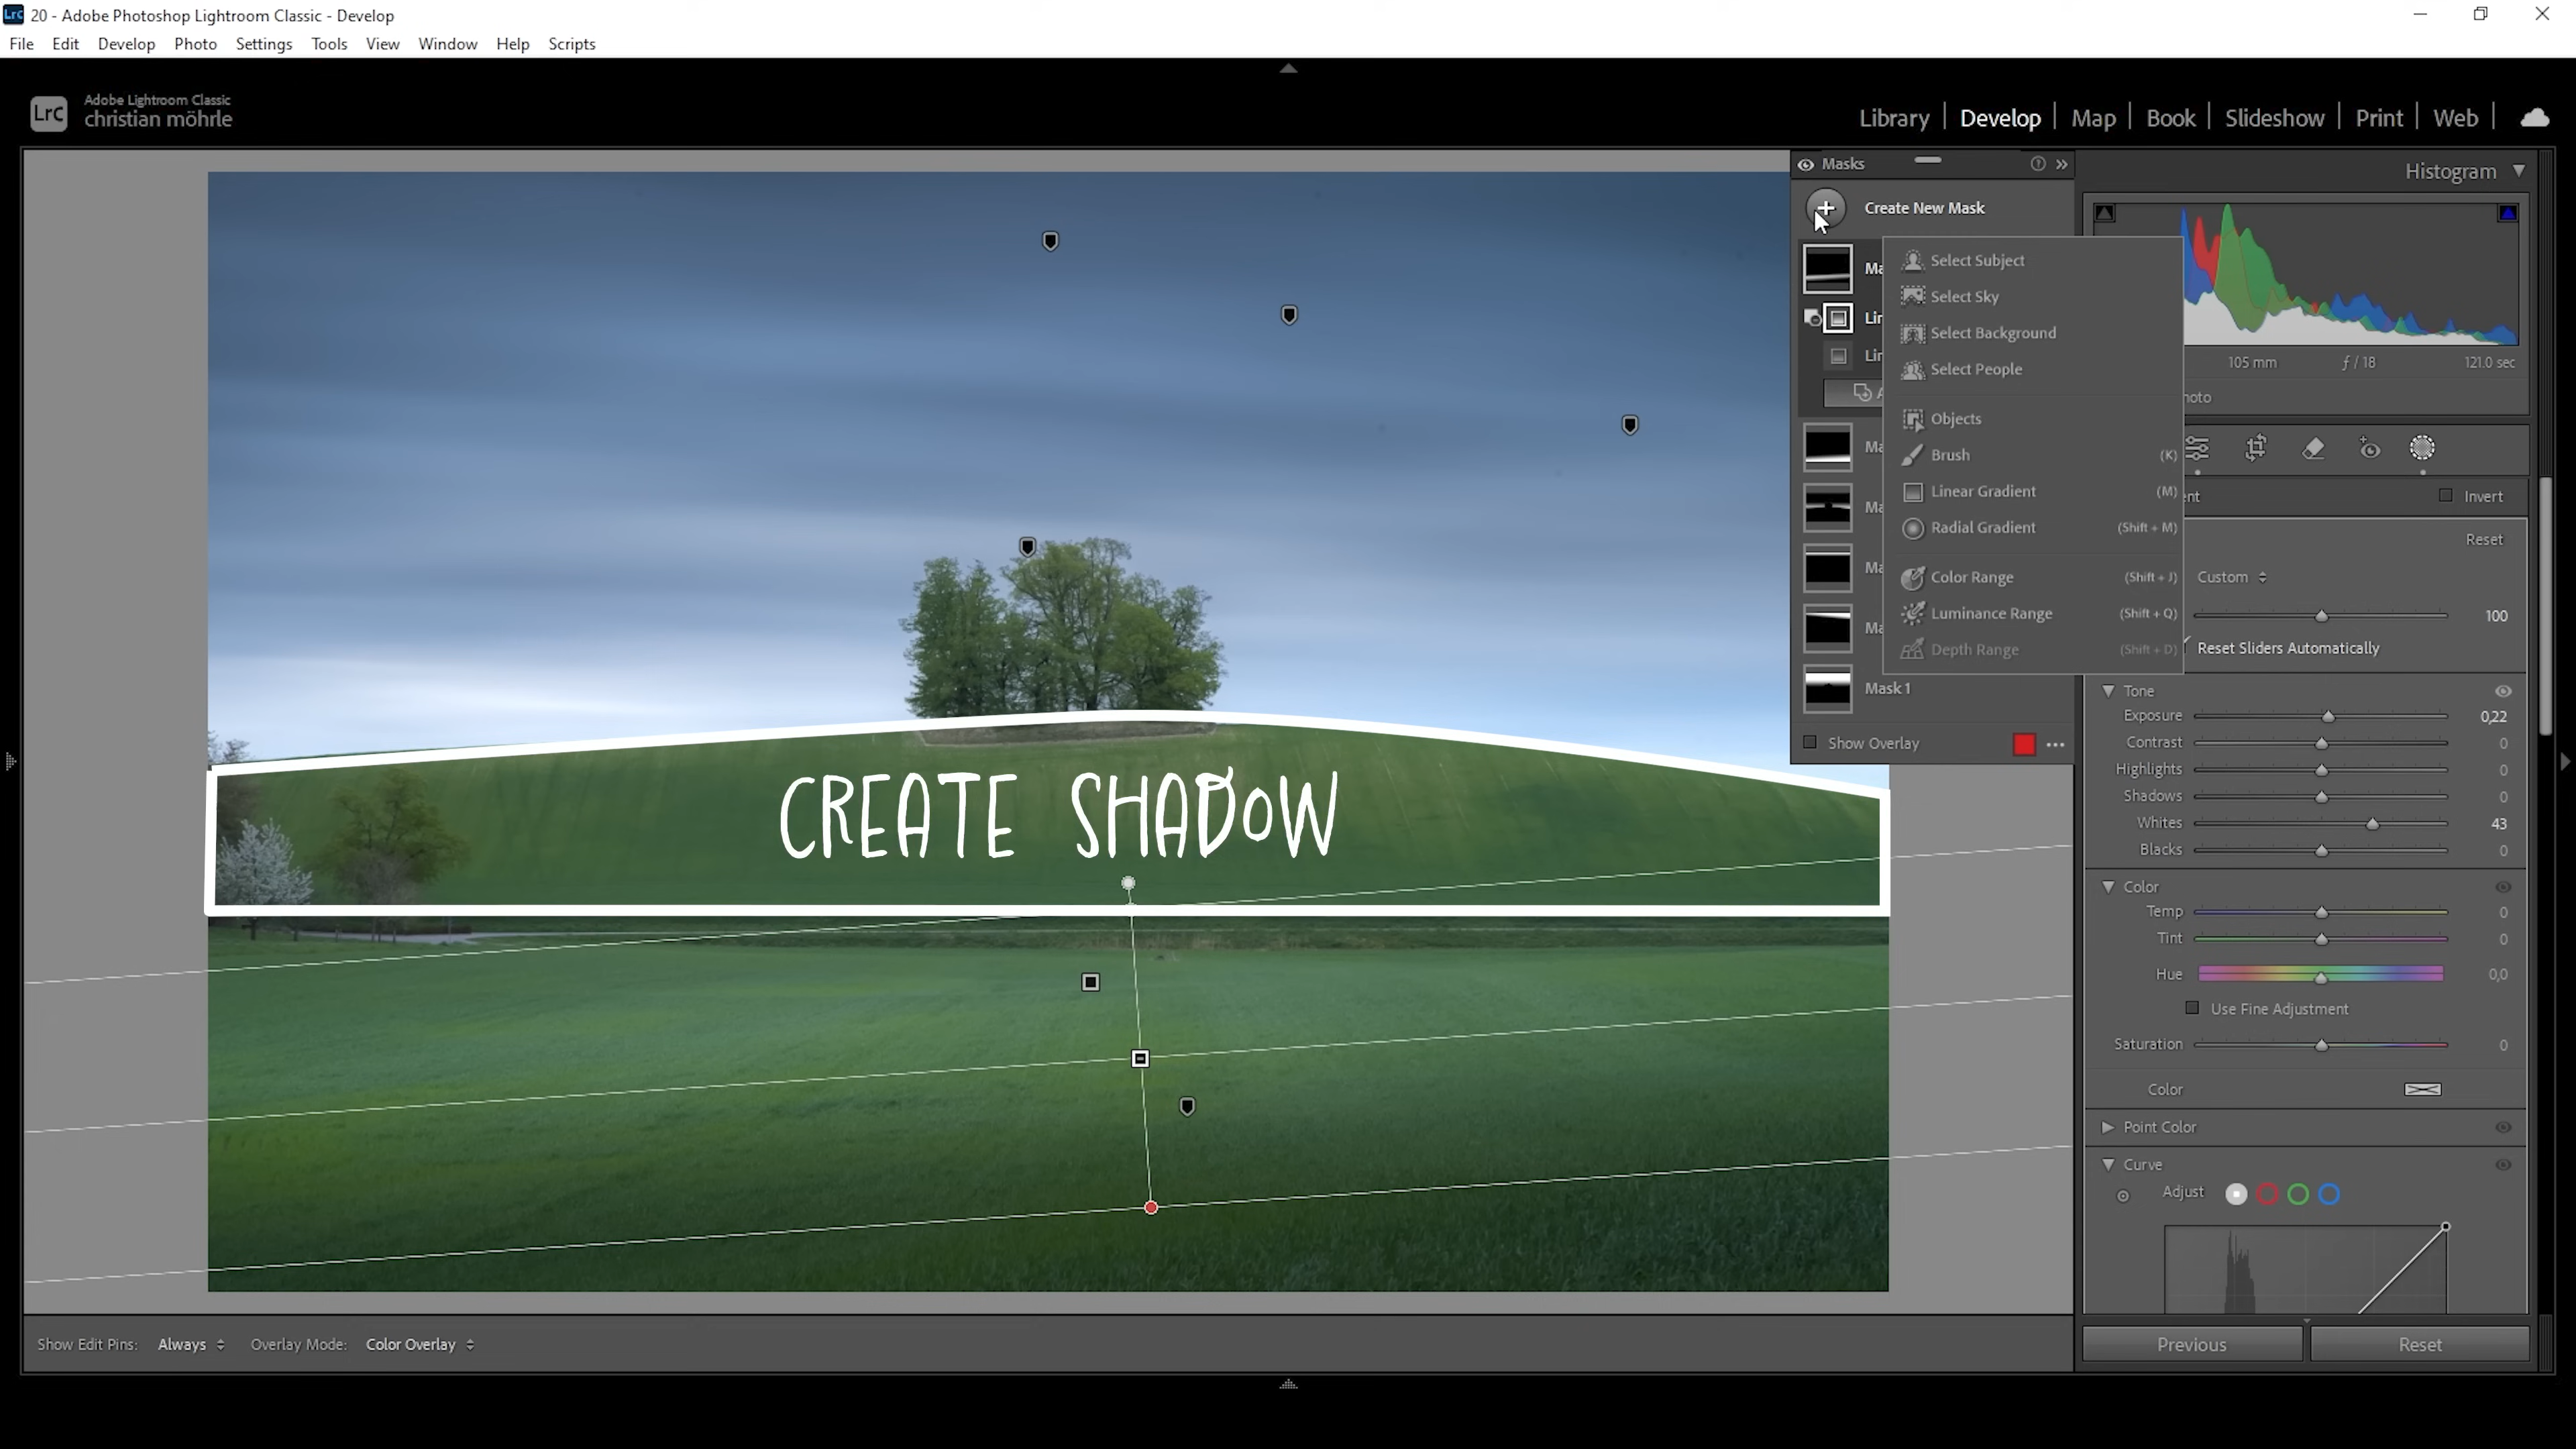 20 - Adobe Photoshop Lightroom Classic - Develop
File Edit Develop Photo Settings Tools View Window Help Scripts
Lrc
Adobe Lightroom Classic
christian möhrle
Library | Develop | Map | Book | Slideshow | Print | Web |
Masks
Histogram
Create New Mask
Select Subject
Select Sky
Select Background
Select People
Objects
Brush (K)
Linear Gradient (M)
Radial Gradient (Shift + M)
Color Range (Shift + J)
Luminance Range (Shift + Q)
Depth Range (Shift + D)
Mask 1
Show Overlay
105 mm f / 18 121.0 sec
Invert
Reset
Custom
100
Reset Sliders Automatically
Tone
Exposure 0,22
Contrast 0
Highlights 0
Shadows 0
Whites 43
Blacks 0
Color
Temp 0
Tint 0
Hue 0,0
Use Fine Adjustment
Saturation 0
Color
Point Color
Curve
Adjust
CREATE SHADOW
Show Edit Pins: Always Overlay Mode: Color Overlay
Previous Reset